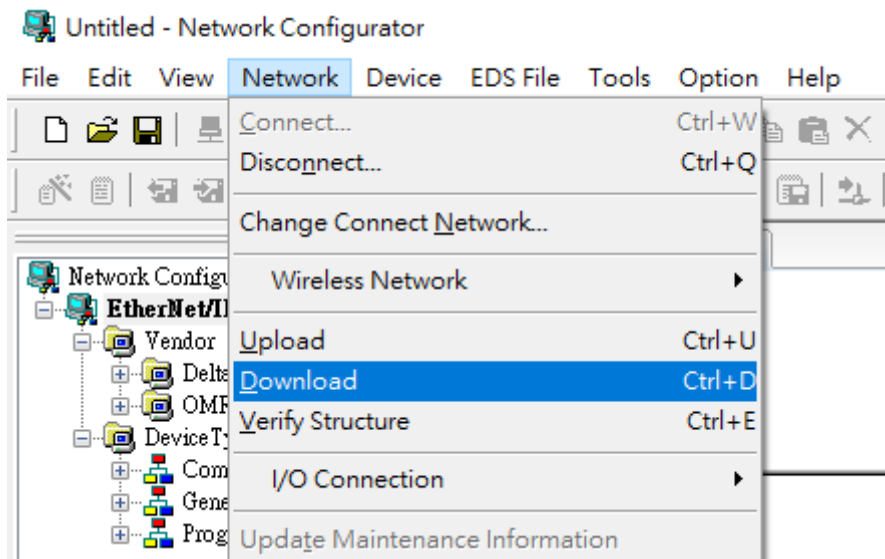 Untitled - Network Configurator
File Edit View Network Device EDS File Tools Option Help
Connect... Ctrl+W
Disconnect... Ctrl+Q
Change Connect Network...
Wireless Network
Upload Ctrl+U
Download Ctrl+D
Verify Structure Ctrl+E
I/O Connection
Update Maintenance Information
Network Configu
EtherNet/I
Vendor
Delta
OMR
DeviceTy
Com
Gene
Prog